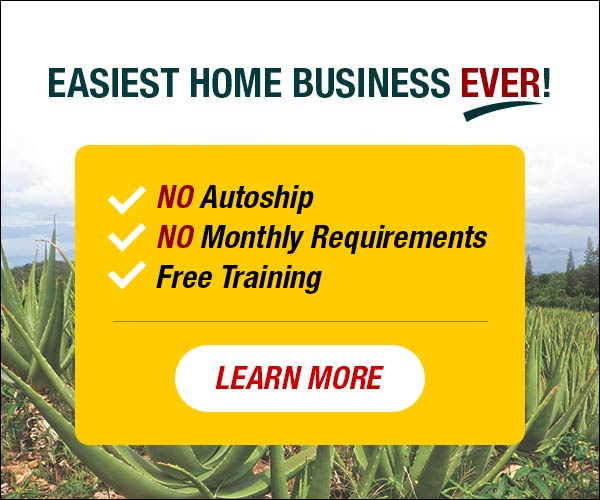 EASIEST HOME BUSINESS EVER!
NO Autoship
NO Monthly Requirements
Free Training
LEARN MORE